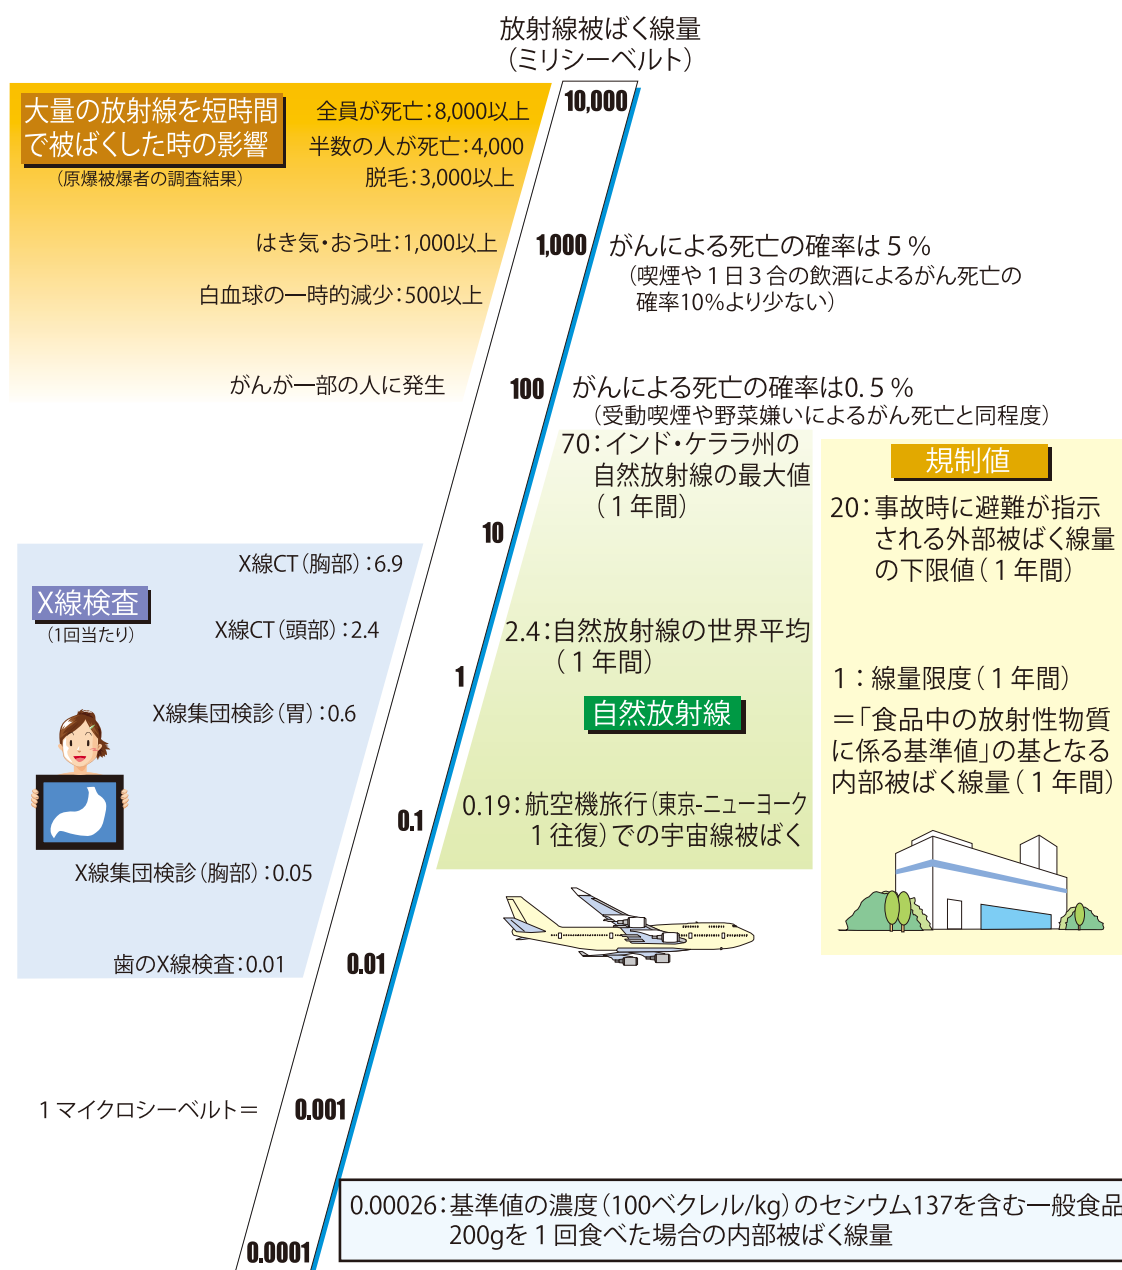 放射線被ばく線量
（ミリシーベルト）
10,000
大量の放射線を短時間
で被ばくした時の影響
（原爆被爆者の調査結果）
全員が死亡：8,000以上
半数の人が死亡：4,000
脱毛：3,000以上
はき気・おう吐：1,000以上
1,000
がんによる死亡の確率は５％
（喫煙や１日３合の飲酒によるがん死亡の
確率10％より少ない）
白血球の一時的減少：500以上
がんが一部の人に発生
100
がんによる死亡の確率は0.５％
（受動喫煙や野菜嫌いによるがん死亡と同程度）
70：インド・ケララ州の
自然放射線の最大値
（１年間）
規制値
20：事故時に避難が指示
される外部被ばく線量
の下限値（１年間）
10
X線CT（胸部）：6.9
X線検査
（1回当たり）
X線CT（頭部）：2.4
2.4：自然放射線の世界平均
（１年間）
1
1：線量限度（１年間）
＝「食品中の放射性物質
に係る基準値」の基となる
内部被ばく線量（１年間）
自然放射線
X線集団検診（胃）：0.6
0.19：航空機旅行（東京-ニューヨーク
１往復）での宇宙線被ばく
0.1
X線集団検診（胸部）：0.05
歯のX線検査：0.01
0.01
１マイクロシーベルト＝
0.001
0.00026：基準値の濃度（100ベクレル/kg）のセシウム137を含む一般食品
200gを１回食べた場合の内部被ばく線量
0.0001